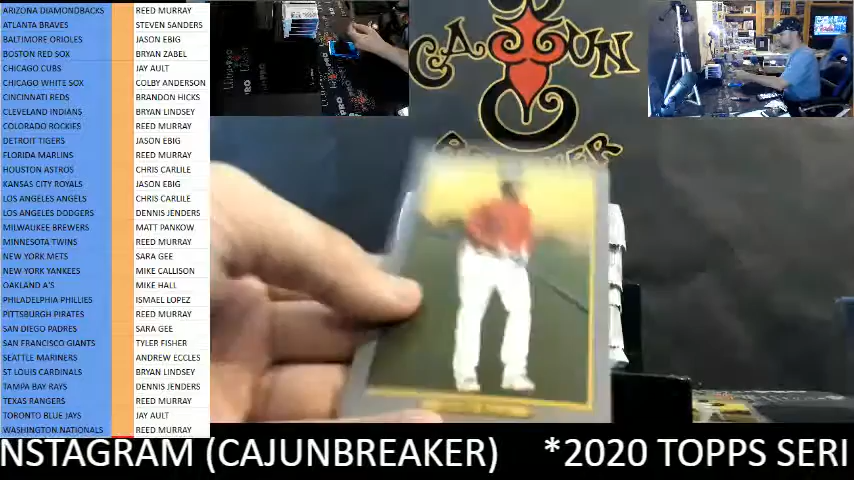 ARIZONA DIAMONDBACKS REED MURRAY
ATLANTA BRAVES STEVEN SANDERS
BALTIMORE ORIOLES JASON EBIG
BOSTON RED SOX BRYAN ZABEL
CHICAGO CUBS JAY AULT
CHICAGO WHITE SOX COLBY ANDERSON
CINCINNATI REDS BRANDON HICKS
CLEVELAND INDIANS BRYAN LINDSEY
COLORADO ROCKIES REED MURRAY
DETROIT TIGERS JASON EBIG
FLORIDA MARLINS REED MURRAY
HOUSTON ASTROS CHRIS CARLILE
KANSAS CITY ROYALS JASON EBIG
LOS ANGELES ANGELS CHRIS CARLILE
LOS ANGELES DODGERS DENNIS JENDERS
MILWAUKEE BREWERS MATT PANKOW
MINNESOTA TWINS REED MURRAY
NEW YORK METS SARA GEE
NEW YORK YANKEES MIKE CALLISON
OAKLAND A'S MIKE HALL
PHILADELPHIA PHILLIES ISMAEL LOPEZ
PITTSBURGH PIRATES REED MURRAY
SAN DIEGO PADRES SARA GEE
SAN FRANCISCO GIANTS TYLER FISHER
SEATTLE MARINERS ANDREW ECCLES
ST LOUIS CARDINALS BRYAN LINDSEY
TAMPA BAY RAYS DENNIS JENDERS
TEXAS RANGERS REED MURRAY
TORONTO BLUE JAYS JAY AULT
WASHINGTON NATIONALS REED MURRAY
CAJUN
NSTAGRAM (CAJUNBREAKER) *2020 TOPPS SERI